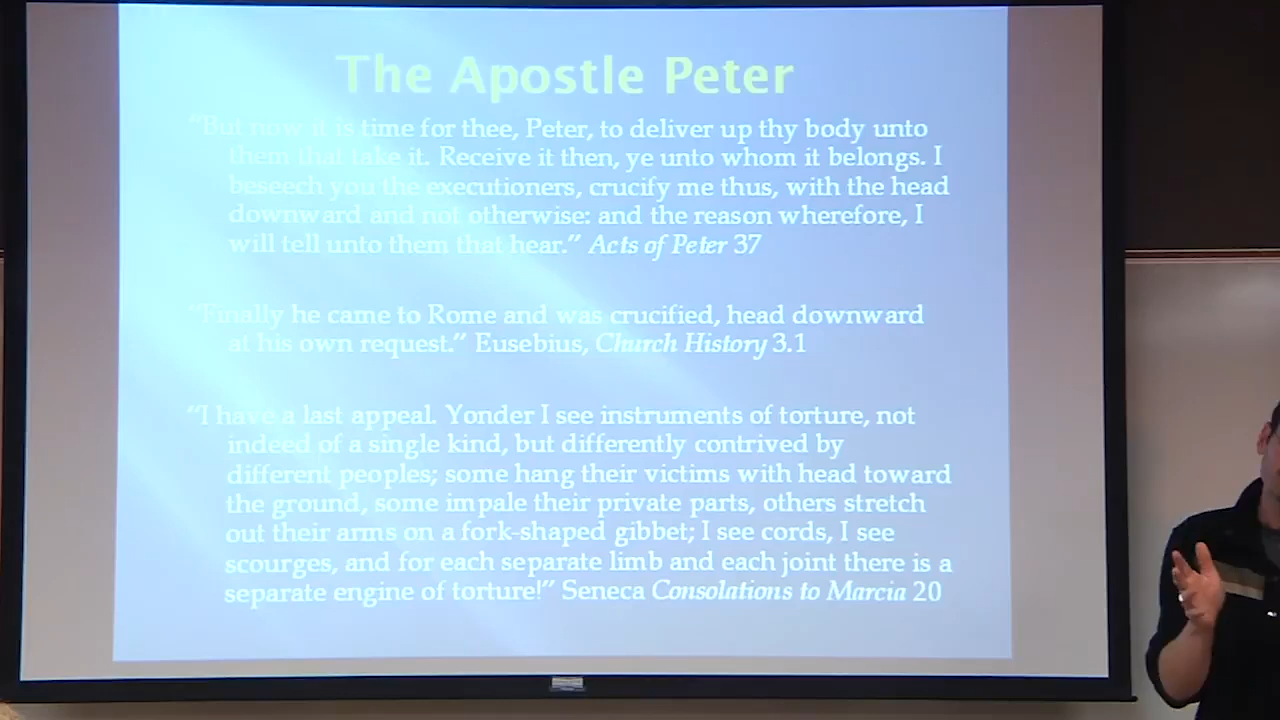 The Apostle Peter
“But now it is time for thee, Peter, to deliver up thy body unto
them that take it. Receive it then, ye unto whom it belongs. I
beseech you the executioners, crucify me thus, with the head
downward and not otherwise: and the reason wherefore, I
will tell unto them that hear.” Acts of Peter 37
“Finally he came to Rome and was crucified, head downward
at his own request.” Eusebius, Church History 3.1
“I have a last appeal. Yonder I see instruments of torture, not
indeed of a single kind, but differently contrived by
different peoples; some hang their victims with head toward
the ground, some impale their private parts, others stretch
out their arms on a fork-shaped gibbet; I see cords, I see
scourges, and for each separate limb and each joint there is a
separate engine of torture!” Seneca Consolations to Marcia 20